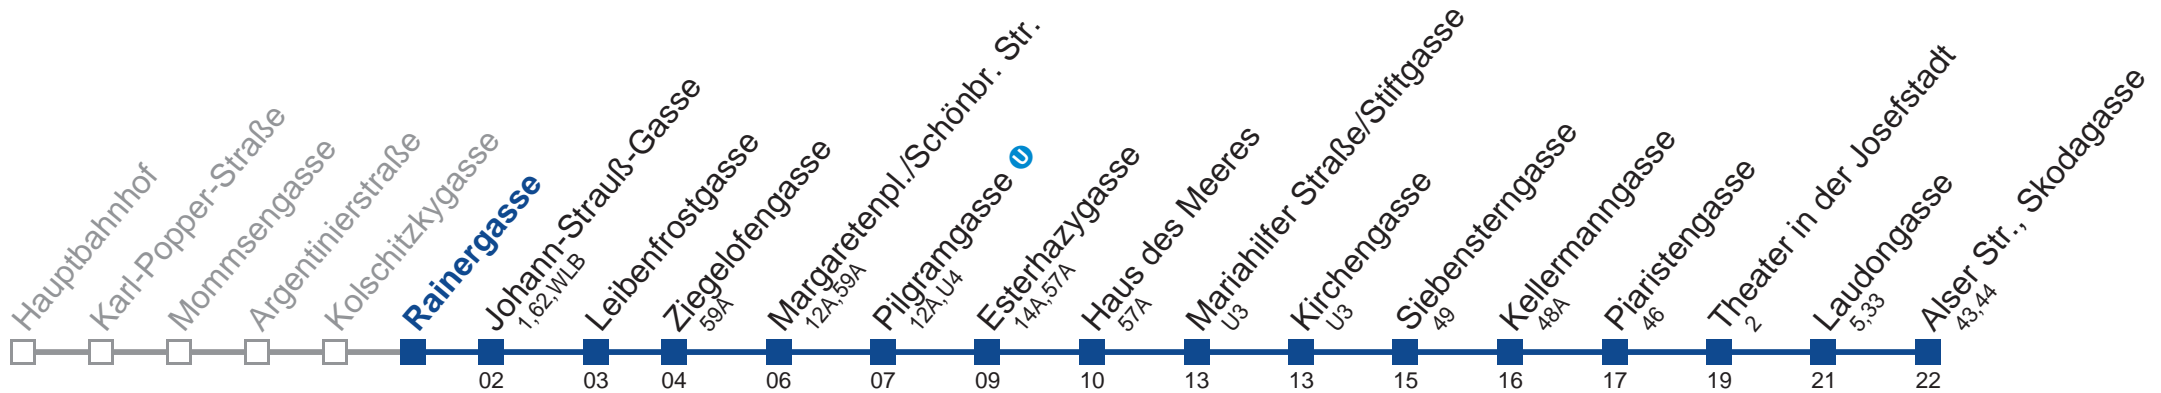 Hauptbahnhof
Karl-Popper-Straße
Mommsengasse
Argentinierstraße
Kolschitzkygasse
Rainergasse
Johann-Strauß-Gasse
1,62,WLB
02
Leibenfrostgasse
03
Ziegelofengasse
59A
04
Margaretenpl./Schönbr. Str.
12A,59A
06
Pilgramgasse U
12A,U4
07
Esterhazygasse
14A,57A
09
Haus des Meeres
57A
10
Mariahilfer Straße/Stiftgasse
U3
13
Kirchengasse
U3
13
Siebensterngasse
49
15
Kellermanngasse
48A
16
Piaristengasse
46
17
Theater in der Josefstadt
2
19
Laudongasse
5,33
21
Alser Str., Skodagasse
43,44
22